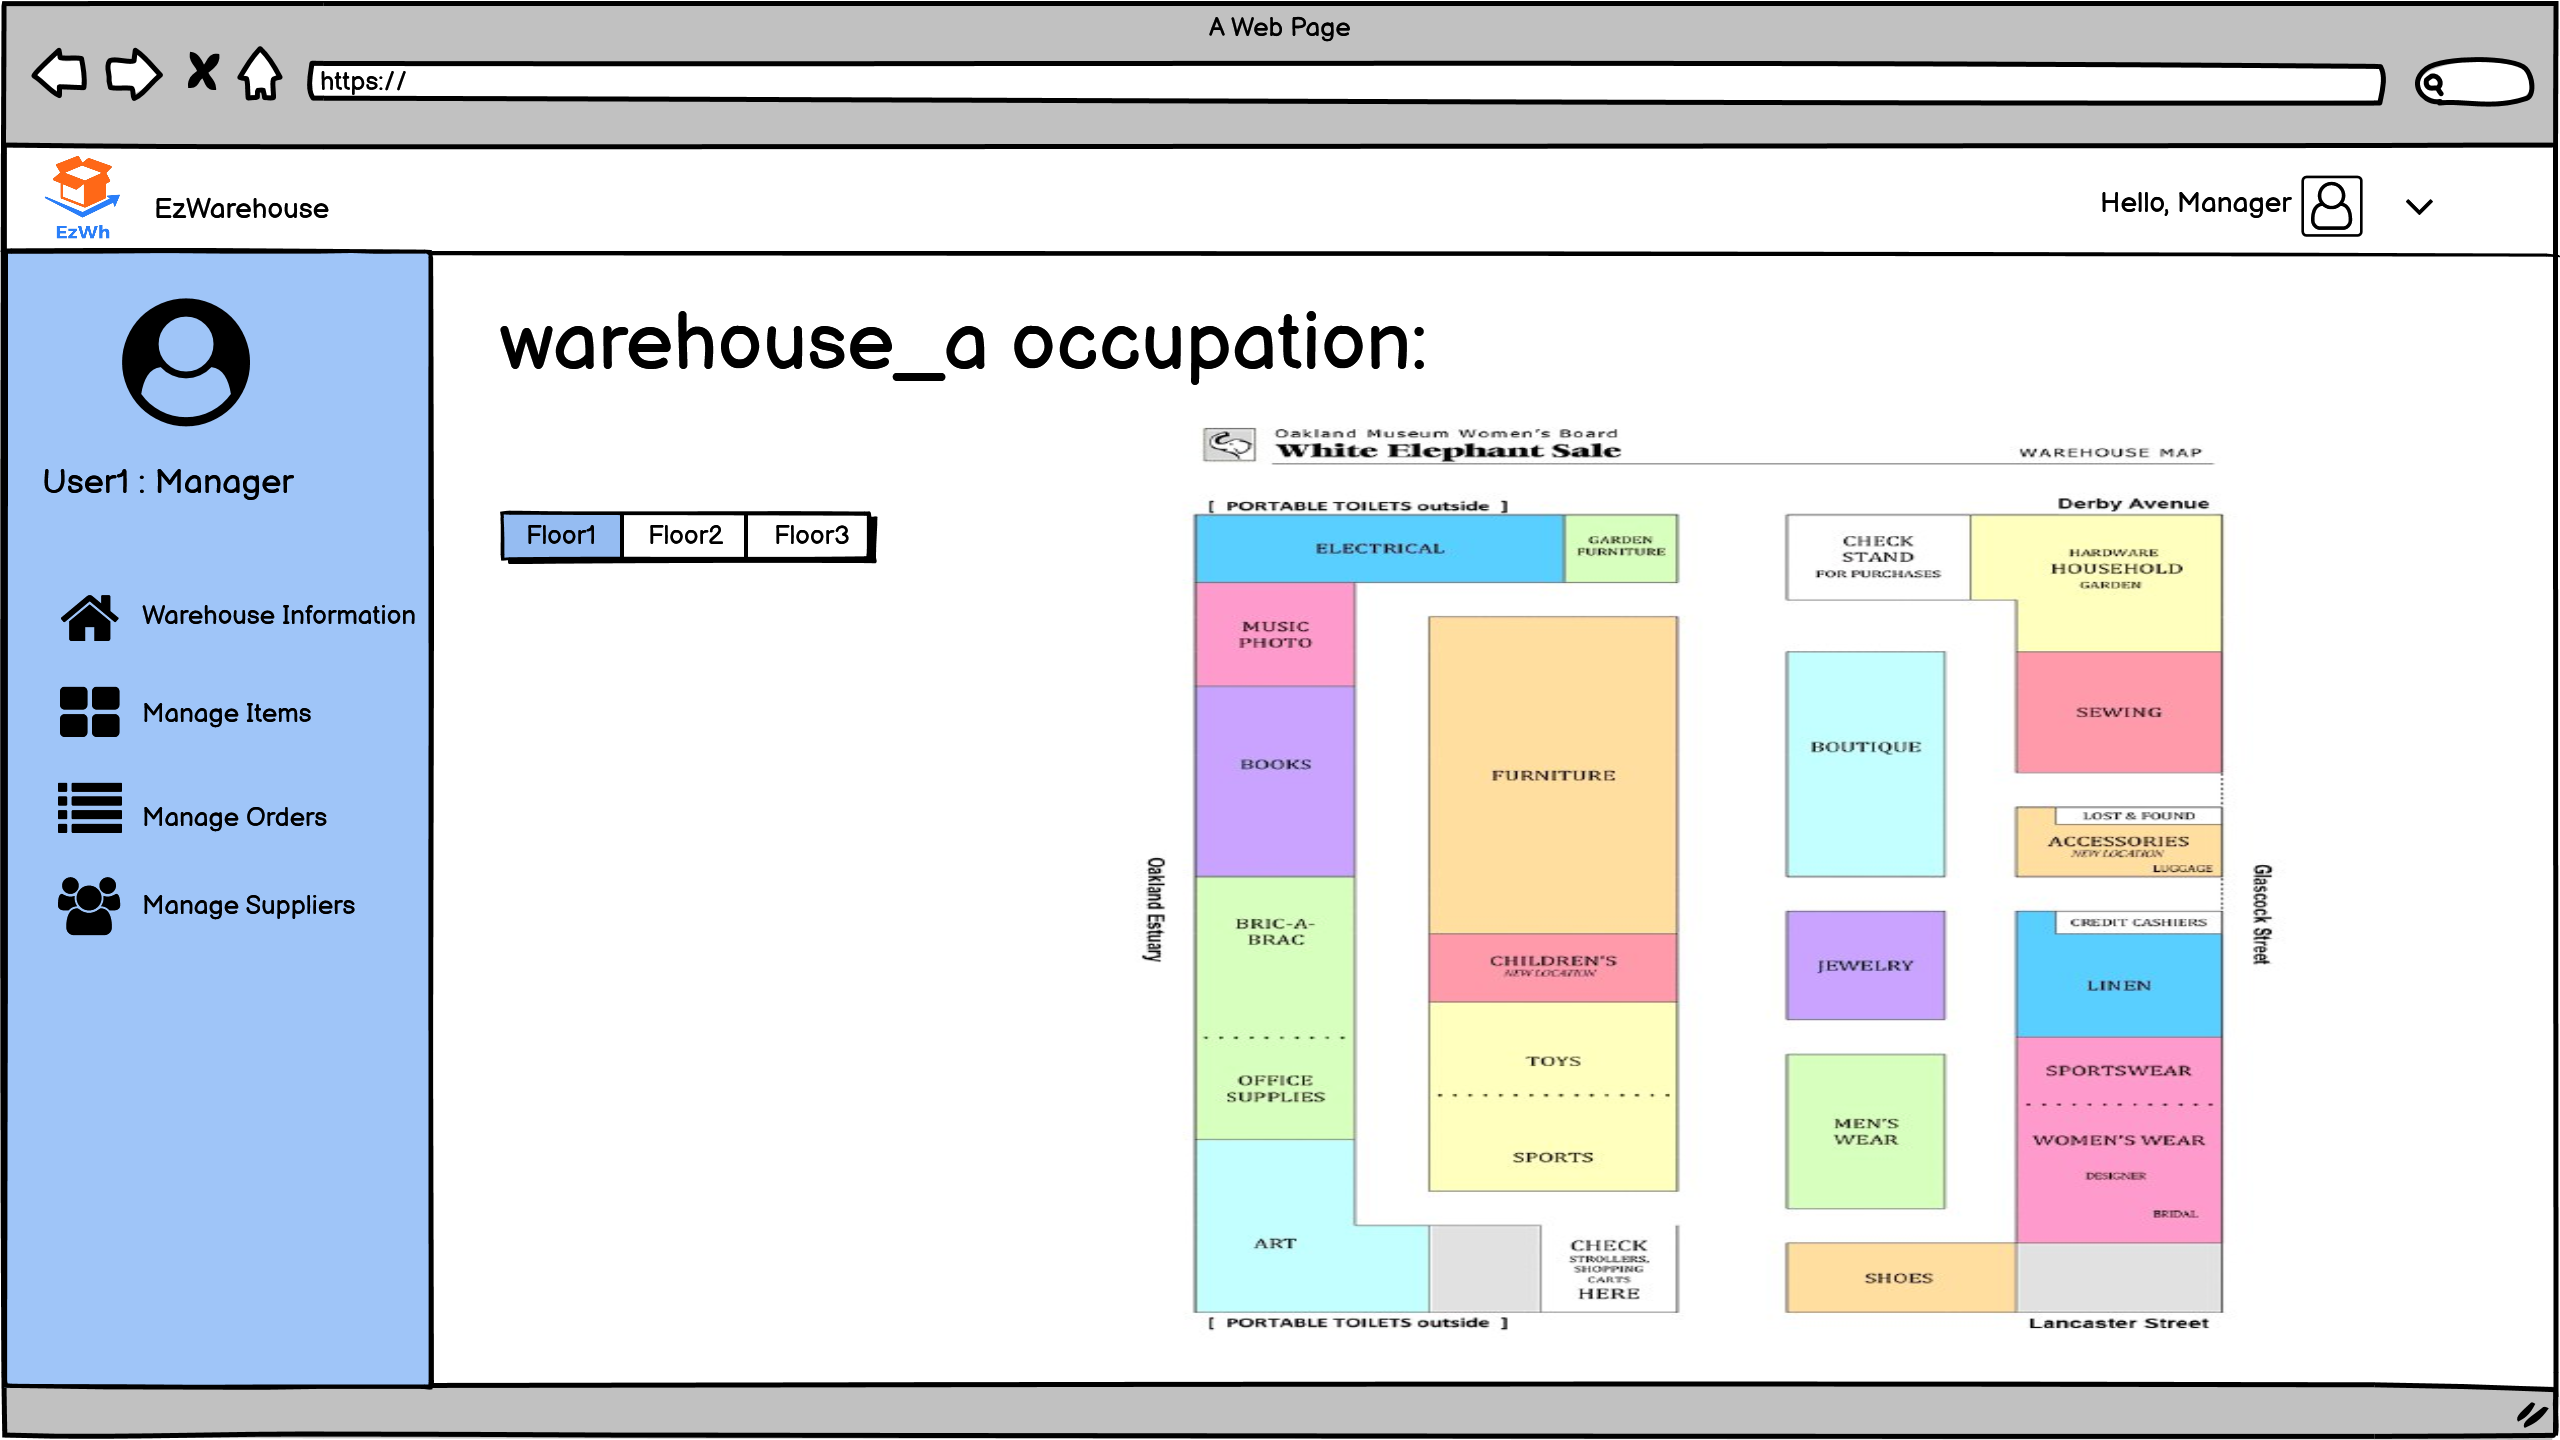 A Web Page
https://
EzWh
EzWarehouse
Hello, Manager
User1 : Manager
Warehouse Information
Manage Items
Manage Orders
Manage Suppliers
warehouse_a occupation:
Floor1 Floor2 Floor3
Oakland Museum Women's Board
White Elephant Sale
WAREHOUSE MAP
[ PORTABLE TOILETS outside ]
Derby Avenue
ELECTRICAL
GARDEN
FURNITURE
CHECK
STAND
FOR PURCHASES
HARDWARE
HOUSEHOLD
GARDEN
MUSIC
PHOTO
BOOKS
FURNITURE
BOUTIQUE
SEWING
LOST & FOUND
ACCESSORIES
NEW LOCATION
LUGGAGE
Oakland Estuary
Glascock Street
BRIC-A-
BRAC
CHILDREN'S
NEW LOCATION
JEWELRY
CREDIT CASHIERS
LINEN
OFFICE
SUPPLIES
TOYS
SPORTS
MEN'S
WEAR
SPORTSWEAR
WOMEN'S WEAR
DESIGNER
BRIDAL
ART
CHECK
STROLLERS,
SHOPPING
CARTS
HERE
SHOES
[ PORTABLE TOILETS outside ]
Lancaster Street